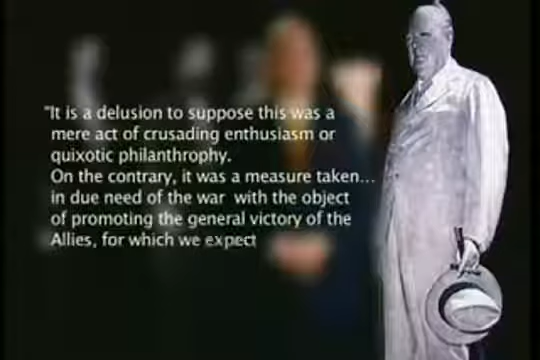 "It is a delusion to suppose this was a
mere act of crusading enthusiasm or
quixotic philanthrophy.
On the contrary, it was a measure taken...
in due need of the war with the object
of promoting the general victory of the
Allies, for which we expect